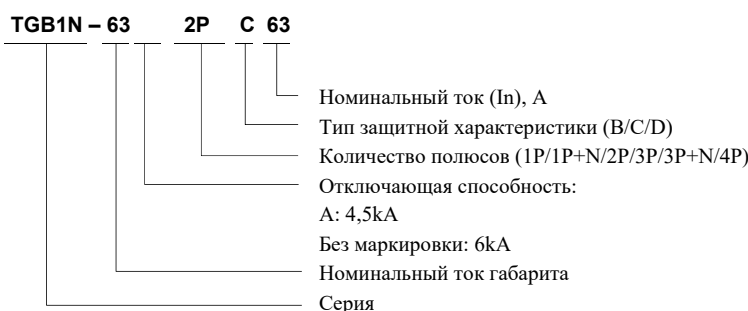 TGB1N – 63 2P C 63
Номинальный ток (In), А
Тип защитной характеристики (B/C/D)
Количество полюсов (1P/1P+N/2P/3P/3P+N/4P)
Отключающая способность:
А: 4,5kA
Без маркировки: 6kA
Номинальный ток габарита
Серия